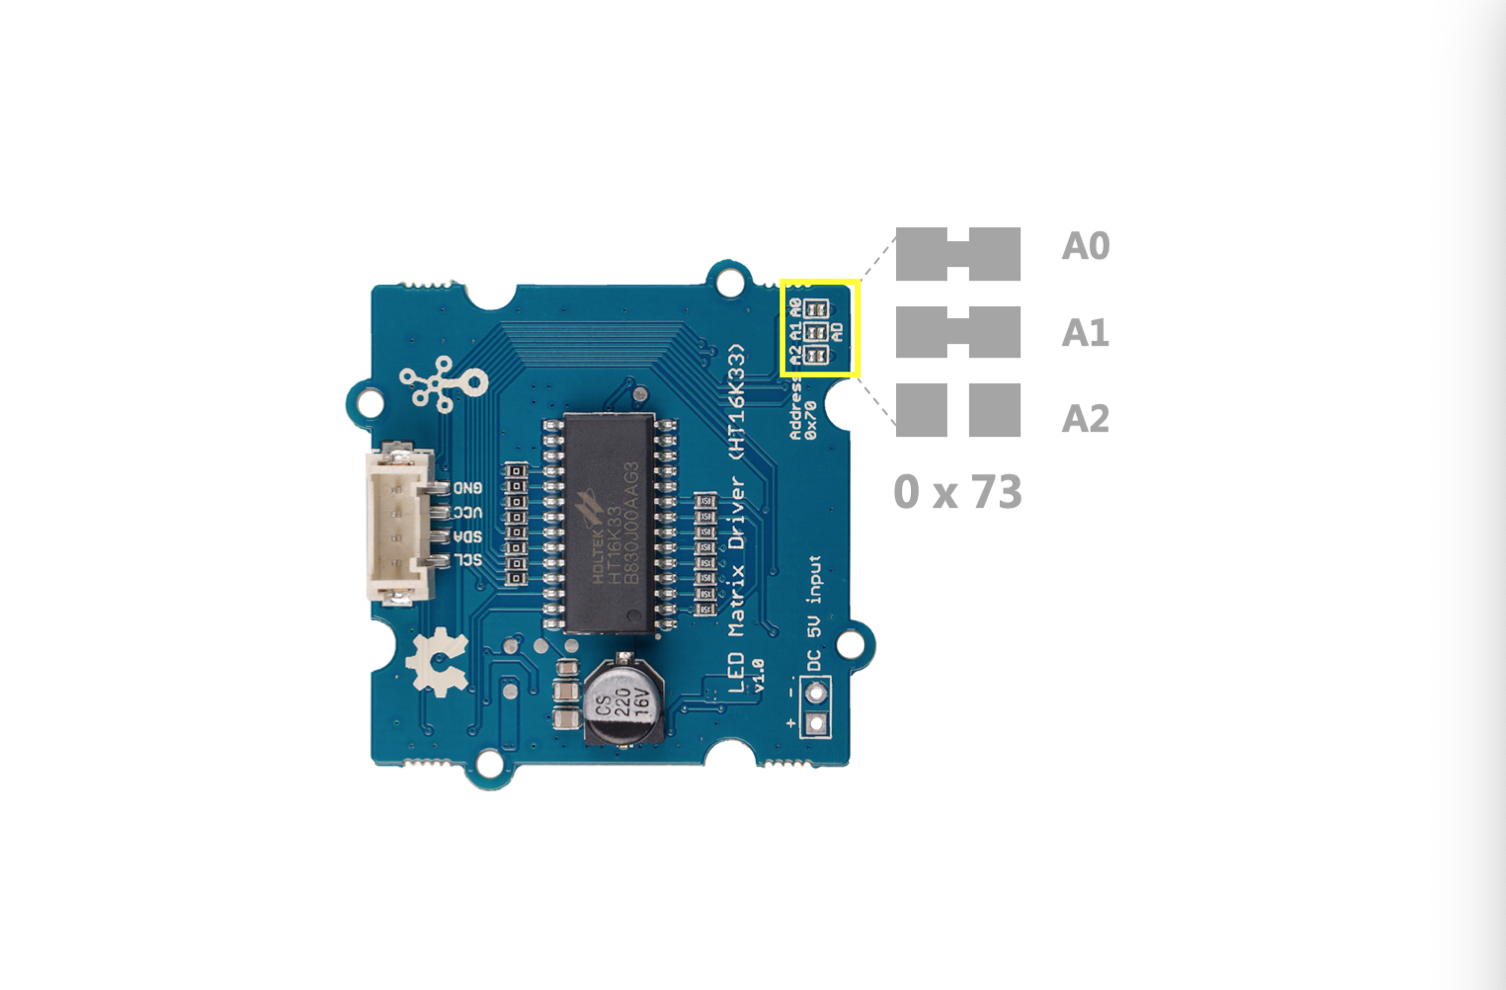 A0
A1
A2
0 x 73
A0
A1
A2
AD
Address
0x70
GND
VCC
SDA
SCL
HOLTEK
HT16K33
B830J00AAG3
LED Matrix Driver (HT16K33)
v1.0
DC 5V input
-
+
CS
220
16V